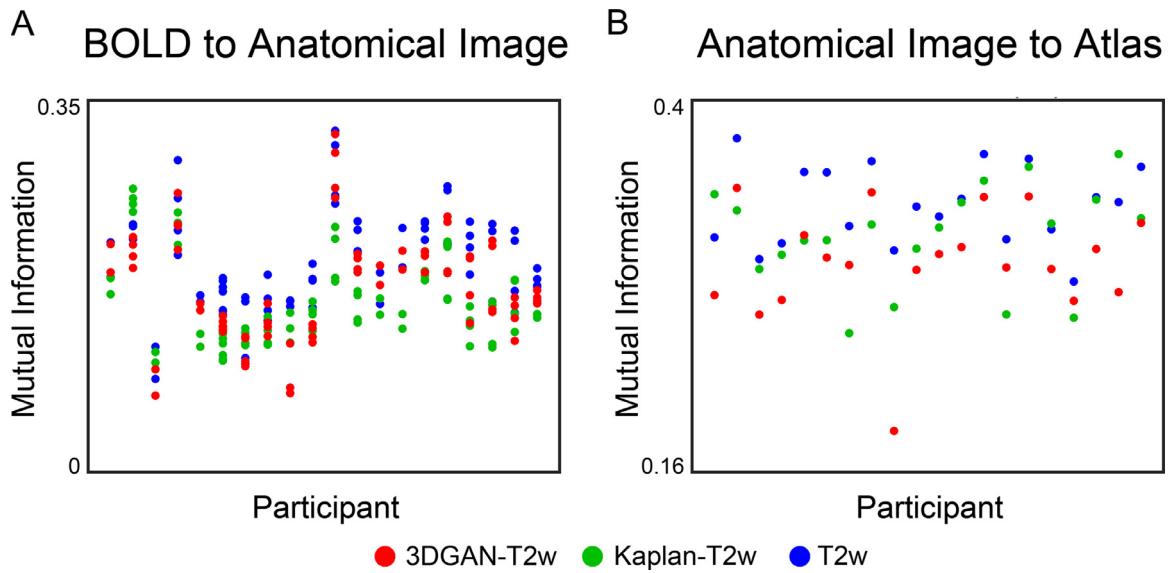 A
BOLD to Anatomical Image
0.35
Mutual Information
0
Participant
B
Anatomical Image to Atlas
0.4
Mutual Information
0.16
Participant
3DGAN-T2w
Kaplan-T2w
T2w